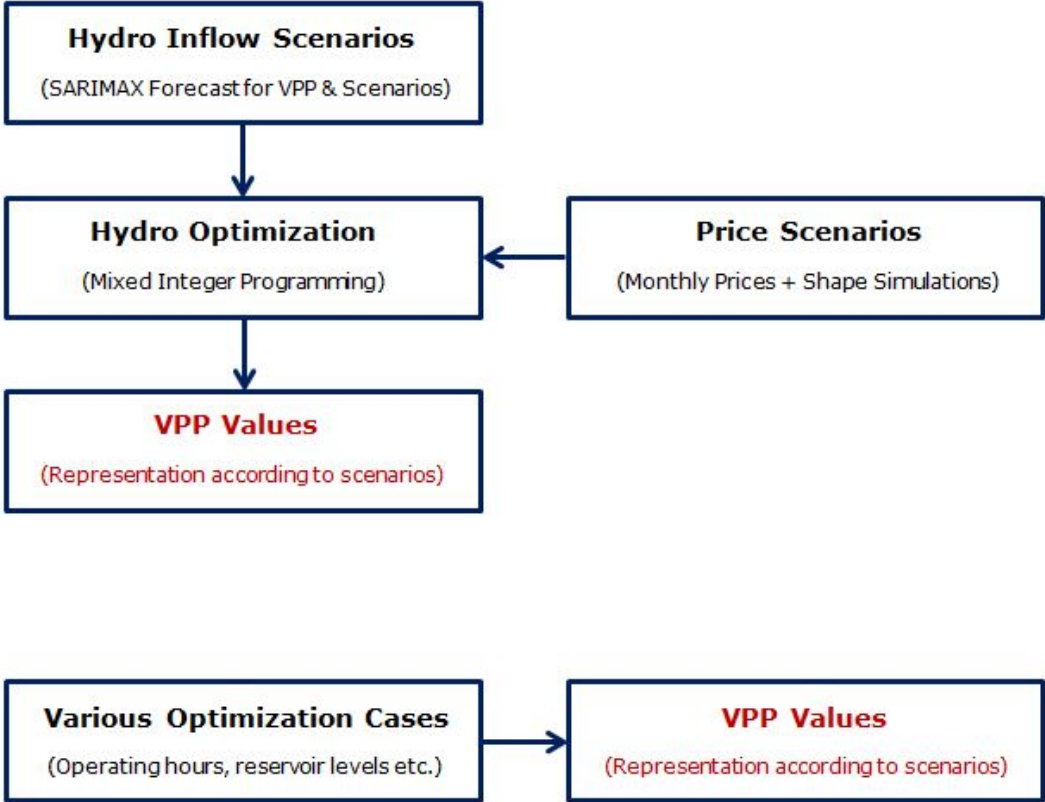 Hydro Inflow Scenarios
(SARIMAX Forecast for VPP & Scenarios)
Hydro Optimization
(Mixed Integer Programming)
Price Scenarios
(Monthly Prices + Shape Simulations)
VPP Values
(Representation according to scenarios)
Various Optimization Cases
(Operating hours, reservoir levels etc.)
VPP Values
(Representation according to scenarios)